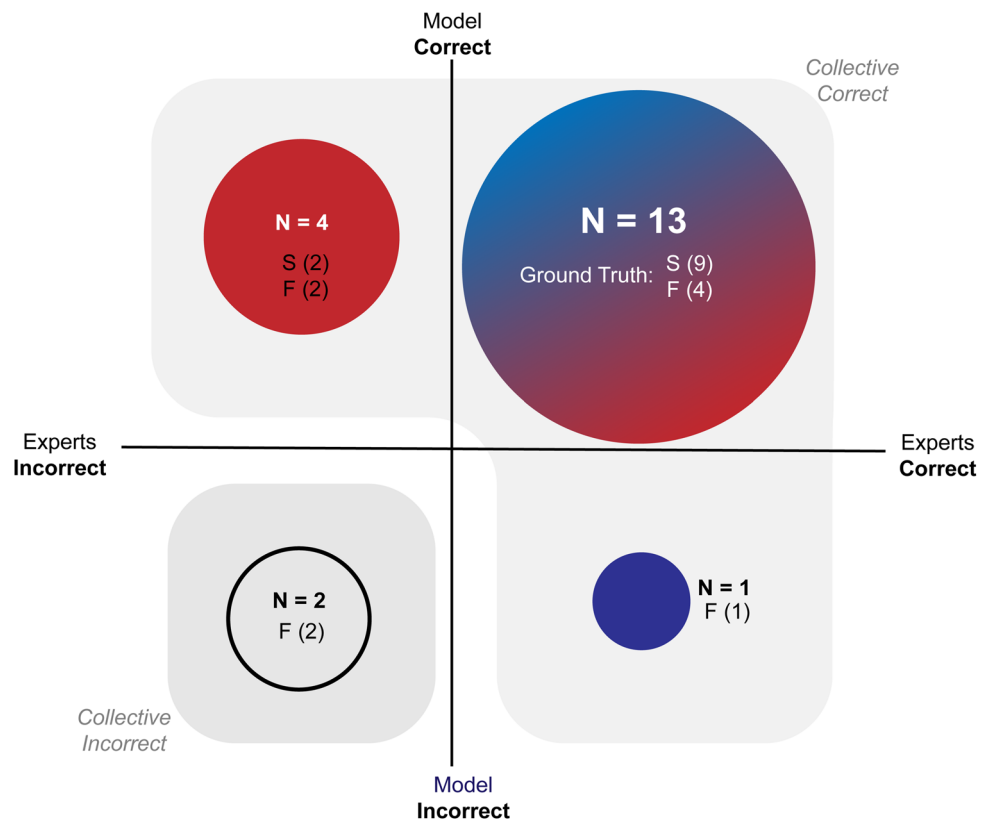 Model
Correct
Collective
Correct
N = 4
S (2)
F (2)
N = 13
Ground Truth:
S (9)
F (4)
Experts
Incorrect
Experts
Correct
N = 2
F (2)
N = 1
F (1)
Collective
Incorrect
Model
Incorrect